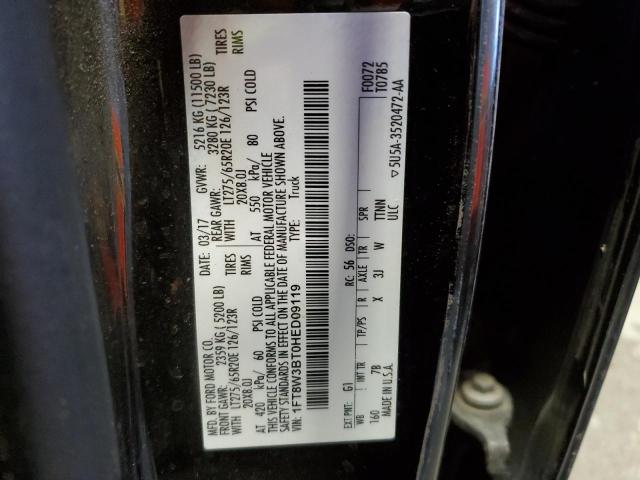 MFD. BY FORD MOTOR CO.
DATE: 03/17 GVWR: 5216 KG (11500 LB)
FRONT GAWR: 2359 KG ( 5200 LB) REAR GAWR: 3280 KG ( 7230 LB)
WITH LT275/65R20E 126/123R TIRES WITH LT275/65R20E 126/123R TIRES
20X8.0J RIMS 20X8.0J RIMS
AT 420 kPa/ 60 PSI COLD AT 550 kPa/ 80 PSI COLD
THIS VEHICLE CONFORMS TO ALL APPLICABLE FEDERAL MOTOR VEHICLE
SAFETY STANDARDS IN EFFECT ON THE DATE OF MANUFACTURE SHOWN ABOVE.
VIN: 1FT8W3BT0HED09119 TYPE: Truck
EXT PNT: G1 RC: 56 DSO: F0072
T0785
WB INT TR TP/PS R AXLE TR SPR
160 7B X 3J W TTNN
MADE IN U.S.A. ULC ▽5U5A-3520472-AA